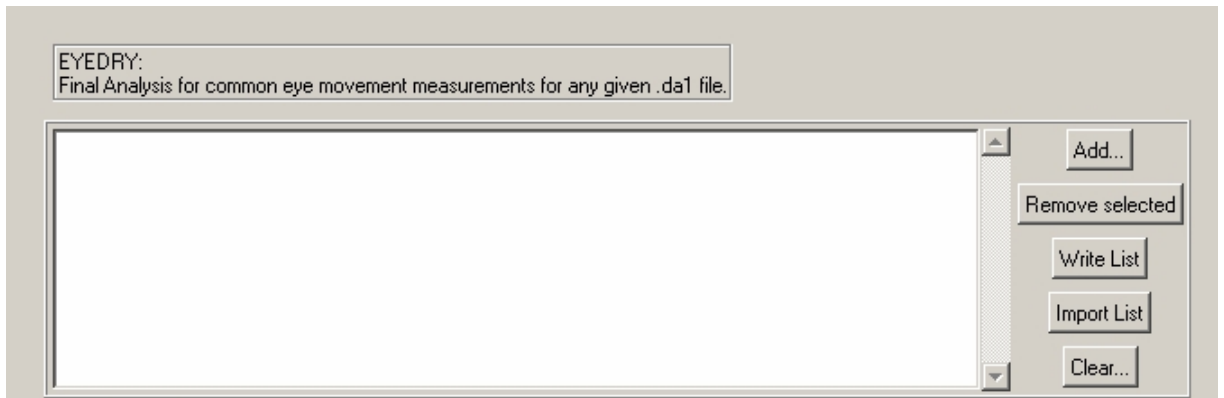 EYEDRY:
Final Analysis for common eye movement measurements for any given .da1 file.
Add...
Remove selected
Write List
Import List
Clear...